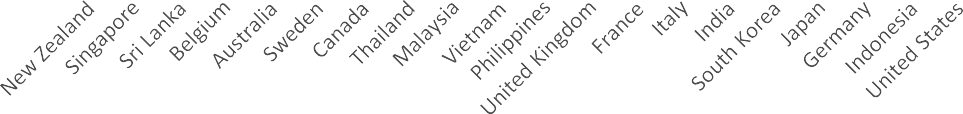 New Zealand
Singapore
Sri Lanka
Belgium
Australia
Sweden
Canada
Thailand
Malaysia
Vietnam
Philippines
United Kingdom
France
Italy
India
South Korea
Japan
Germany
Indonesia
United States